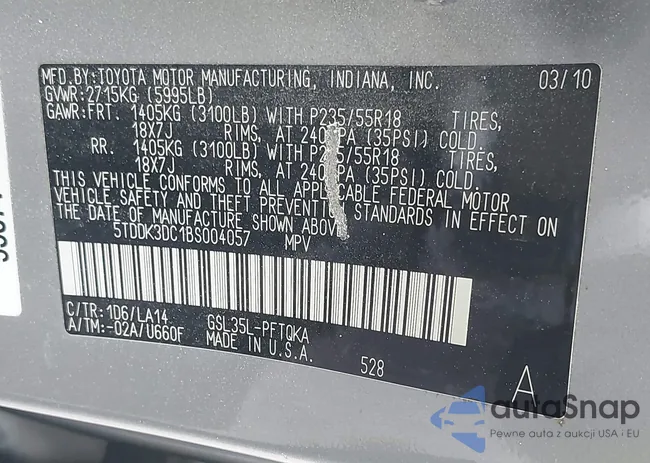 MFD.BY:TOYOTA MOTOR MANUFACTURING, INDIANA, INC. 03/10
GVWR:2715KG (5995LB)
GAWR:FRT. 1405KG (3100LB) WITH P235/55R18 TIRES,
18X7J RIMS, AT 240KPA (35PSI) COLD.
RR. 1405KG (3100LB) WITH P235/55R18 TIRES,
18X7J RIMS, AT 240KPA (35PSI) COLD.
THIS VEHICLE CONFORMS TO ALL APPLICABLE FEDERAL MOTOR
VEHICLE SAFETY AND THEFT PREVENTION STANDARDS IN EFFECT ON
THE DATE OF MANUFACTURE SHOWN ABOVE.
5TDDK3DC1BS004057 MPV
C/TR:1D6/LA14 GSL35L-PFTQKA
A/TM:-02A/U660F MADE IN U.S.A.
528
A
autoSnap
Pewne auta z aukcji USA i EU